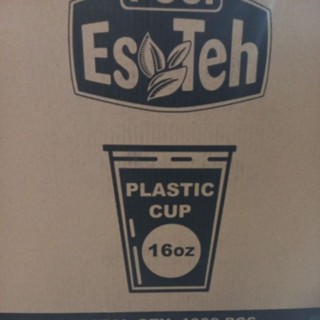 Es Teh
PLASTIC
CUP
16oz